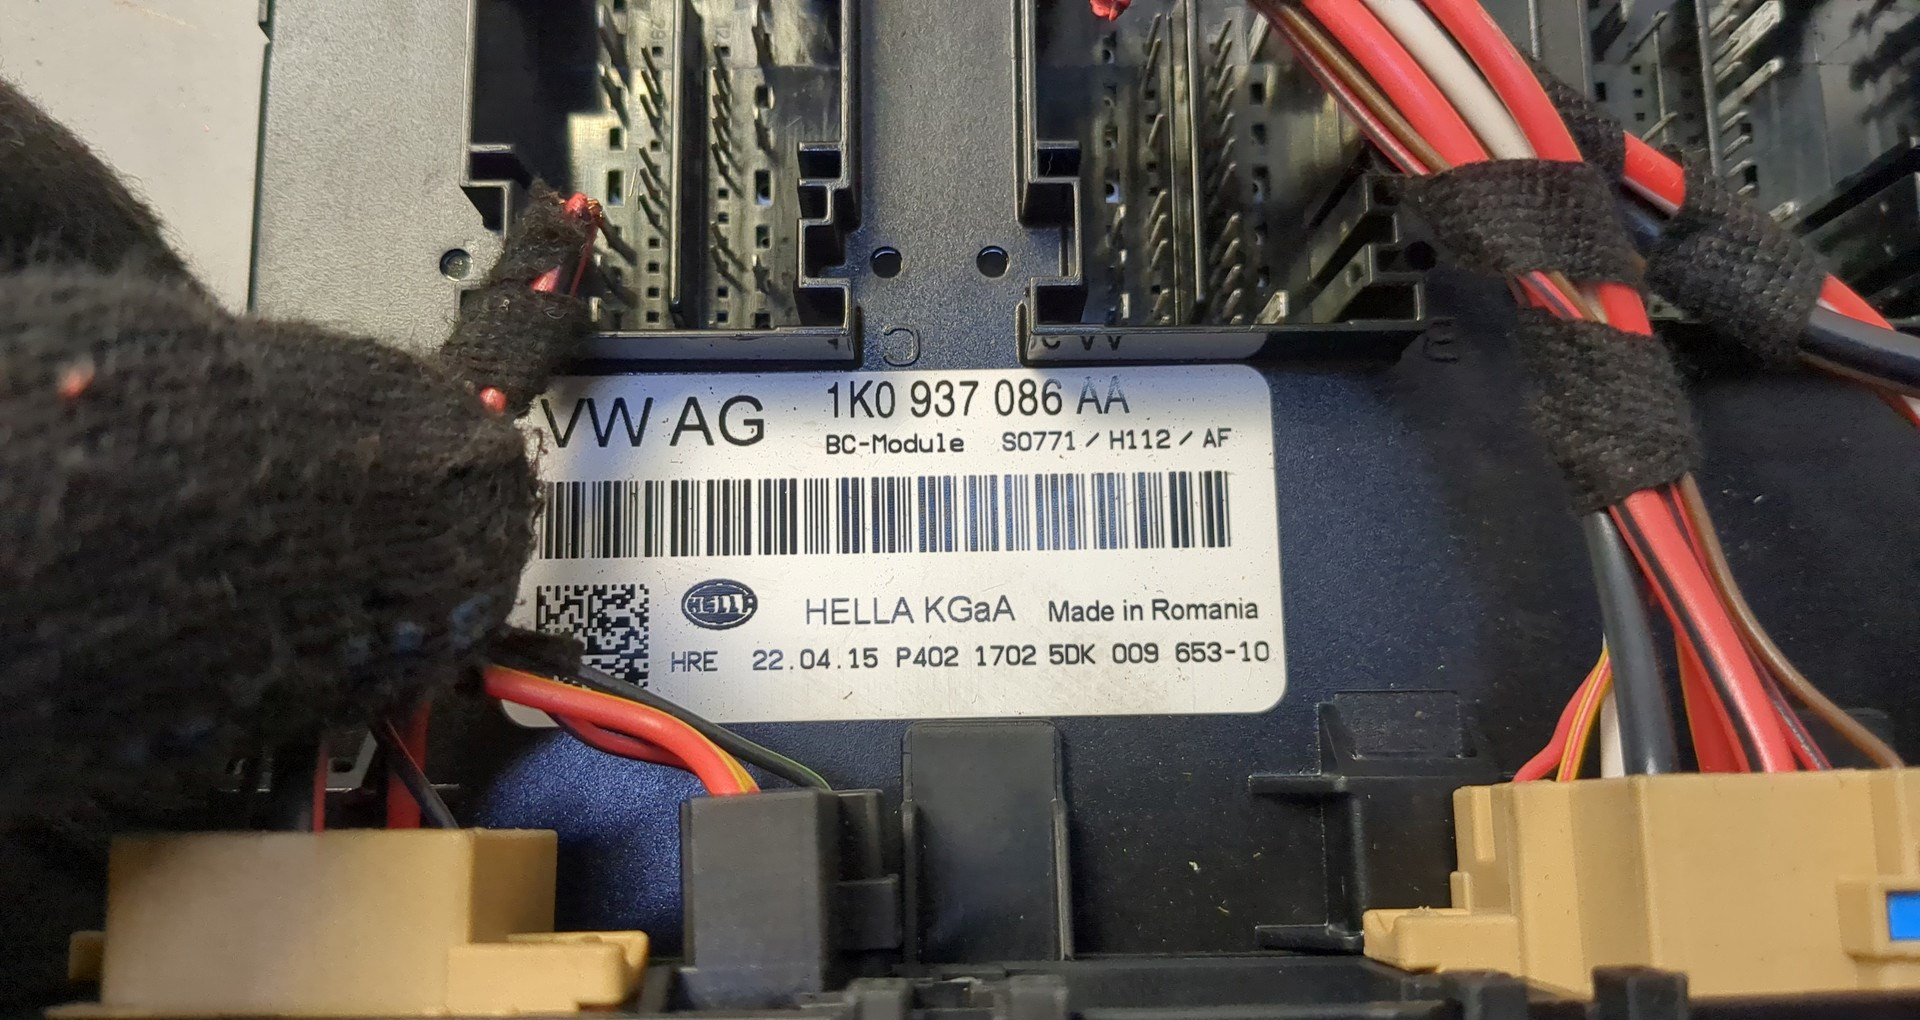 C
B
VW AG
1K0 937 086 AA
BC-Module S0771 / H112 / AF
HELLA
HELLA KGaA Made in Romania
HRE 22.04.15 P402 1702 5DK 009 653-10